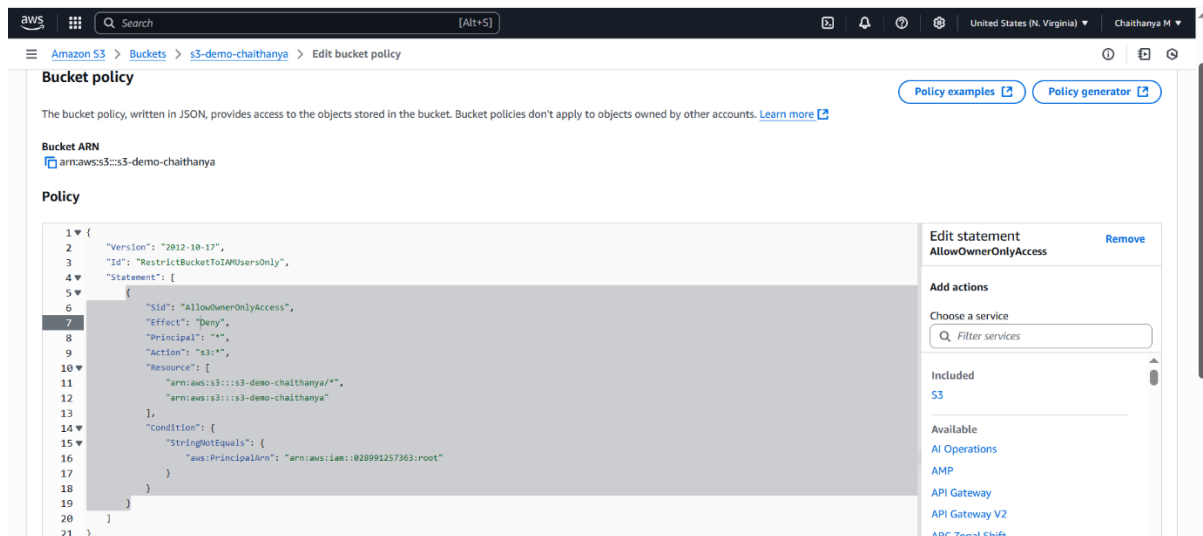 aws
Search
[Alt+S]
United States (N. Virginia)
Chaithanya M
Amazon S3 > Buckets > s3-demo-chaithanya > Edit bucket policy
Bucket policy
Policy examples
Policy generator
The bucket policy, written in JSON, provides access to the objects stored in the bucket. Bucket policies don't apply to objects owned by other accounts. Learn more
Bucket ARN
arn:aws:s3:::s3-demo-chaithanya
Policy
1 {
2 "Version": "2012-10-17",
3 "Id": "RestrictBucketToIAMUsersOnly",
4 "Statement": [
5 {
6 "Sid": "AllowOwnerOnlyAccess",
7 "Effect": "Deny",
8 "Principal": "*",
9 "Action": "s3:*",
10 "Resource": [
11 "arn:aws:s3:::s3-demo-chaithanya/*",
12 "arn:aws:s3:::s3-demo-chaithanya"
13 ],
14 "Condition": {
15 "StringNotEquals": {
16 "aws:PrincipalArn": "arn:aws:iam::028991257363:root"
17 }
18 }
19 }
20 ]
21 }
Edit statement
Remove
AllowOwnerOnlyAccess
Add actions
Choose a service
Filter services
Included
S3
Available
AI Operations
AMP
API Gateway
API Gateway V2
ARC Zonal Shift